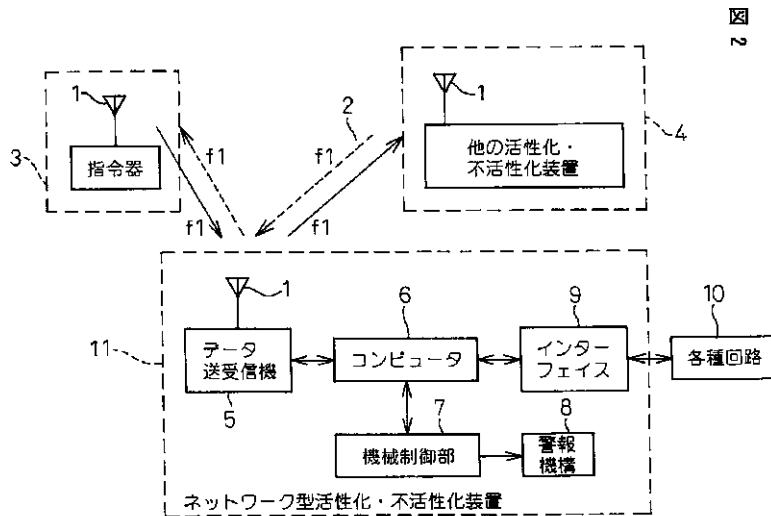 図2
1
3
指令器
f1
f1
2
f1
f1
1
他の活性化・
不活性化装置
4
1
11
データ
送受信機
5
6
コンピュータ
9
インター
フェイス
10
各種回路
7
機械制御部
8
警報
機構
ネットワーク型活性化・不活性化装置